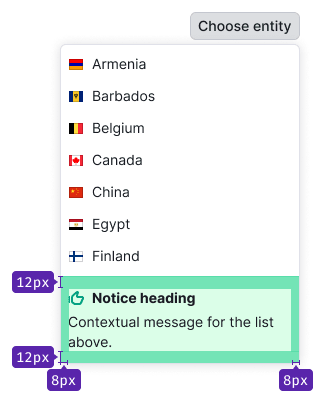 Choose entity
Armenia
Barbados
Belgium
Canada
China
Egypt
Finland
12px
Notice heading
Contextual message for the list
above.
12px
8px
8px